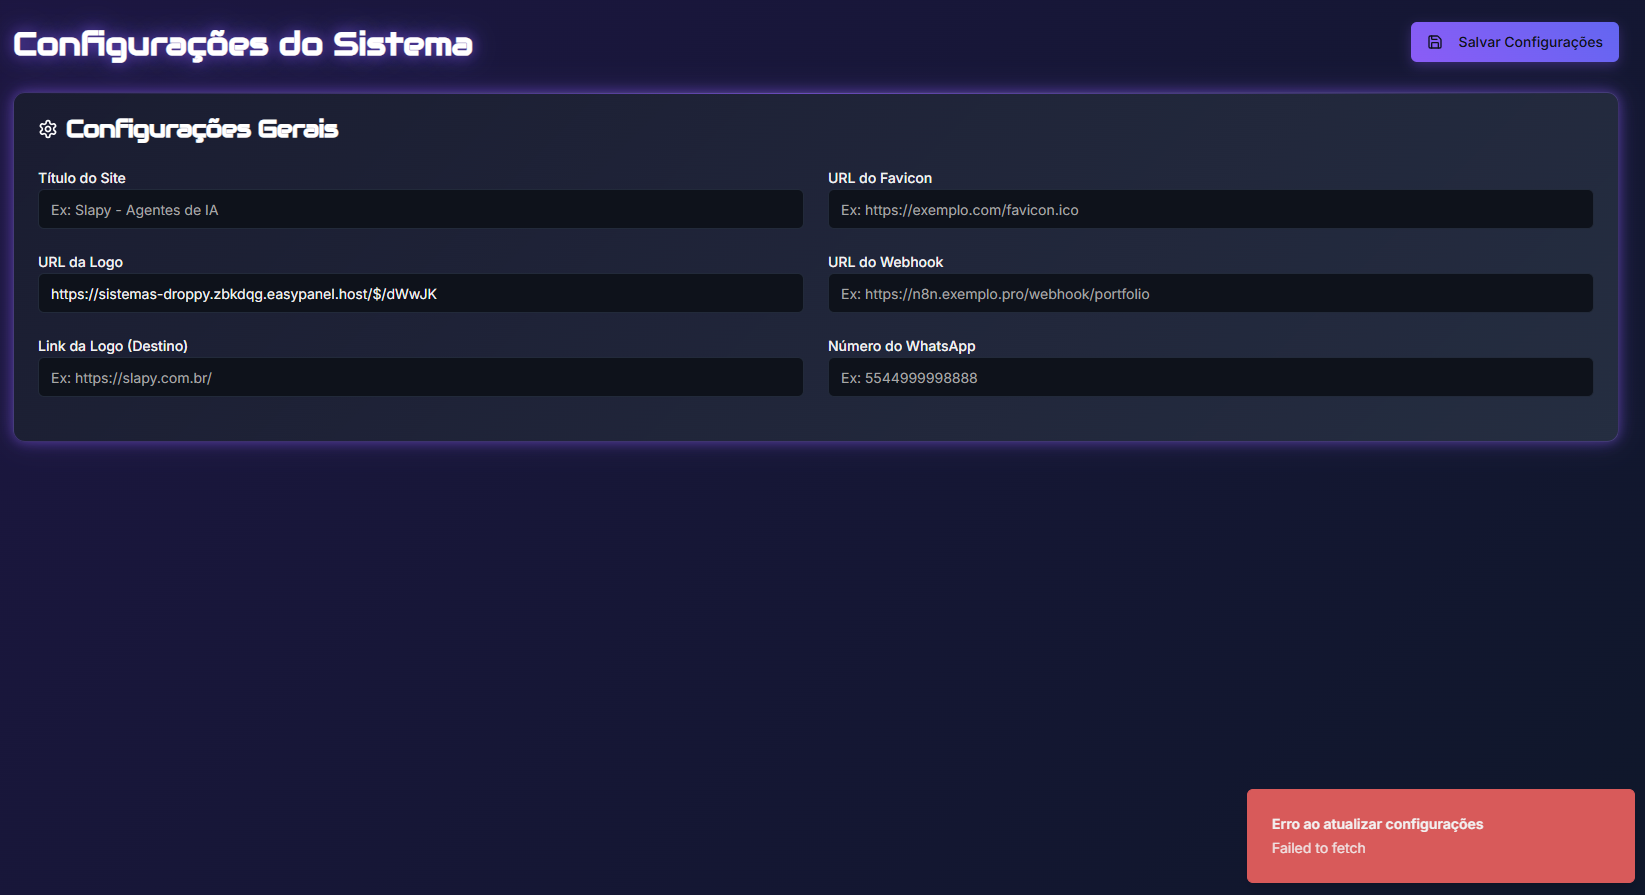 Configurações do Sistema
Salvar Configurações
Configurações Gerais
Título do Site
Ex: Slapy - Agentes de IA
URL do Favicon
Ex: https://exemplo.com/favicon.ico
URL da Logo
https://sistemas-droppy.zbkdqg.easypanel.host/$/dWwJK
URL do Webhook
Ex: https://n8n.exemplo.pro/webhook/portfolio
Link da Logo (Destino)
Ex: https://slapy.com.br/
Número do WhatsApp
Ex: 5544999998888
Erro ao atualizar configurações
Failed to fetch